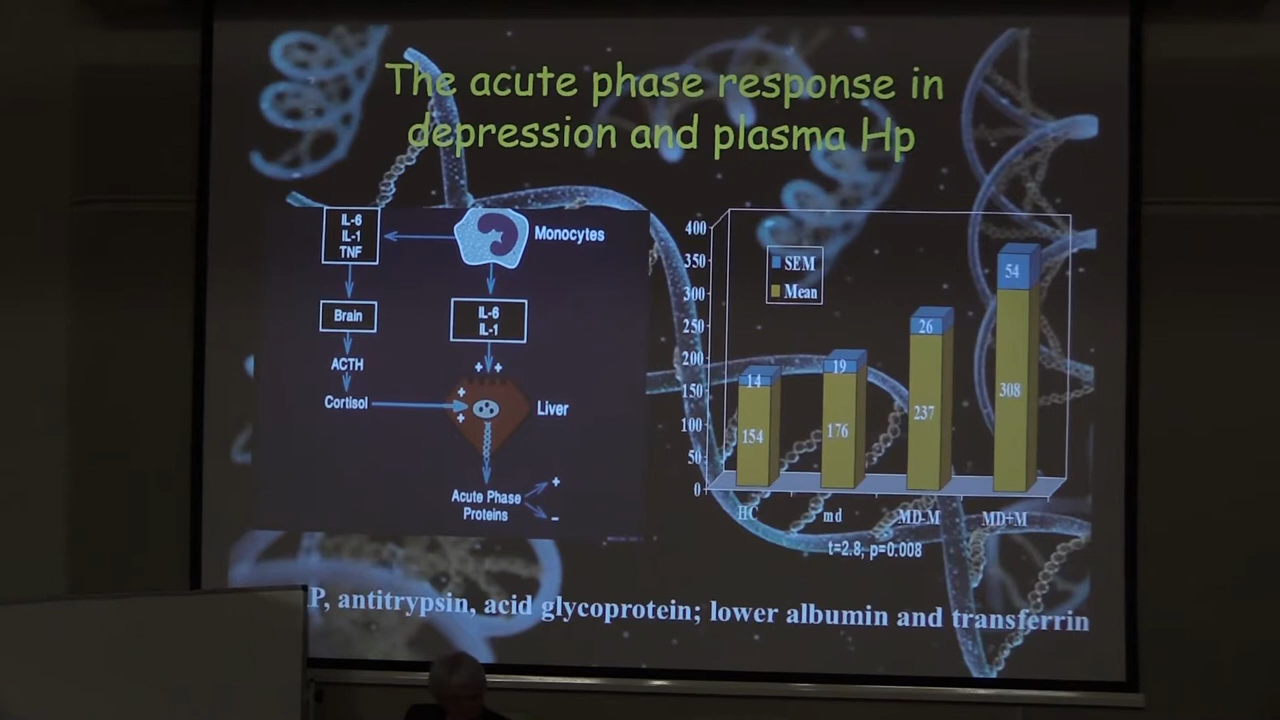 The acute phase response in
depression and plasma Hp
IL-6
IL-1
TNF
Monocytes
Brain
IL-6
IL-1
ACTH
+ +
Cortisol
+
+
Liver
Acute Phase
Proteins
+
–
400
350
300
250
200
150
100
50
0
SEM
Mean
14
154
19
176
26
237
54
308
HC
md
MD-M
MD+M
t=2.8; p=0.008
P, antitrypsin, acid glycoprotein; lower albumin and transferrin